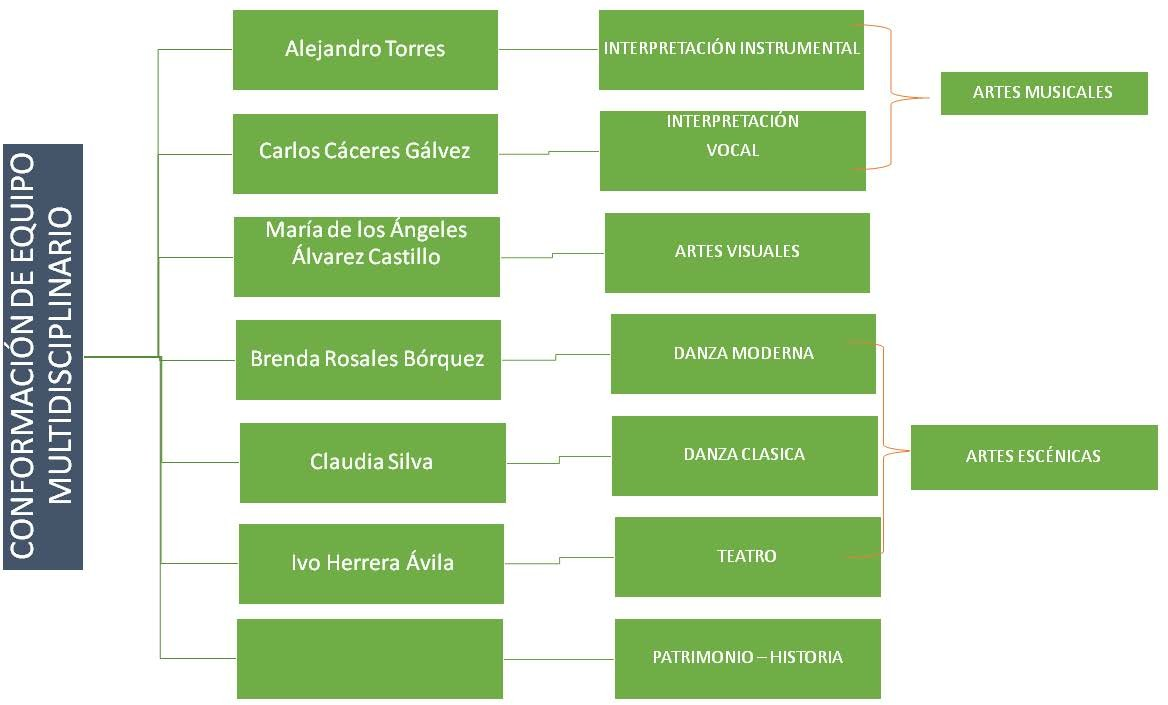 CONFORMACIÓN DE EQUIPO
MULTIDISCIPLINARIO
Alejandro Torres
INTERPRETACIÓN INSTRUMENTAL
ARTES MUSICALES
Carlos Cáceres Gálvez
INTERPRETACIÓN
VOCAL
María de los Ángeles
Álvarez Castillo
ARTES VISUALES
Brenda Rosales Bórquez
DANZA MODERNA
Claudia Silva
DANZA CLASICA
ARTES ESCÉNICAS
Ivo Herrera Ávila
TEATRO
PATRIMONIO – HISTORIA